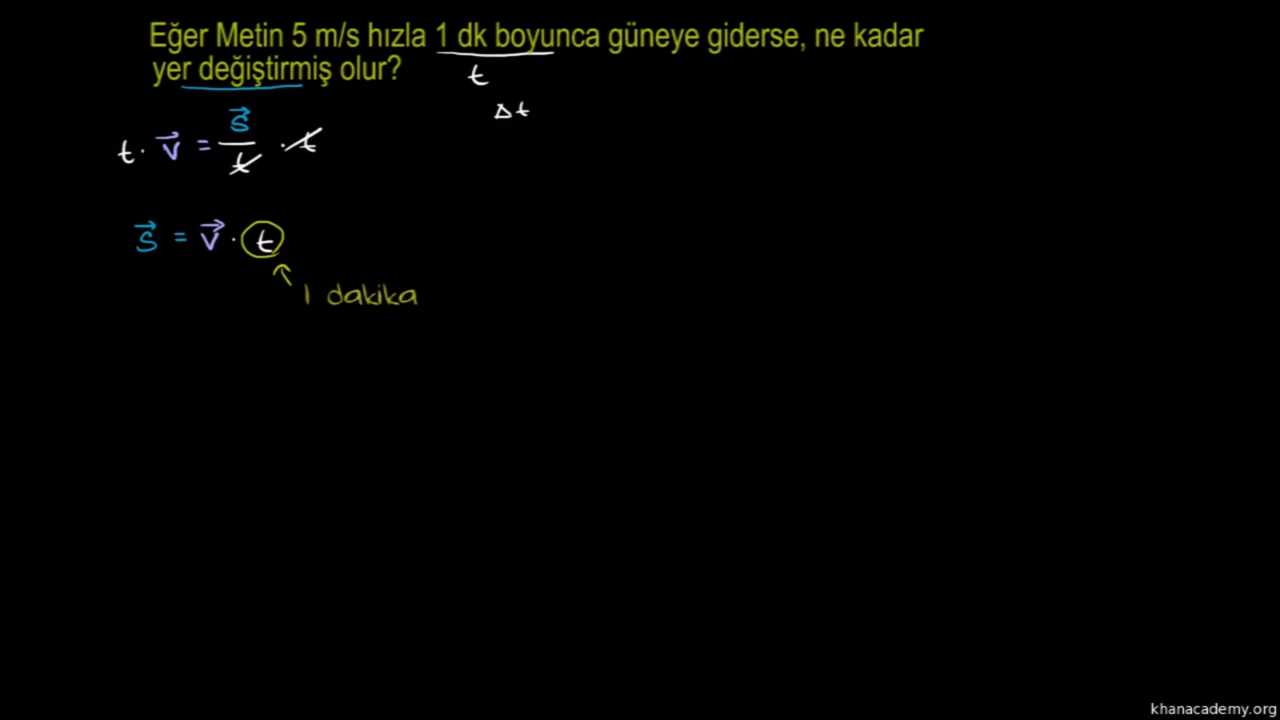 Eğer Metin 5 m/s hızla 1 dk boyunca güneye giderse, ne kadar
yer değiştirmiş olur?
t
Δt
t · v⃗ = s⃗ / t · t
s⃗ = v⃗ · t
1 dakika
khanacademy.org